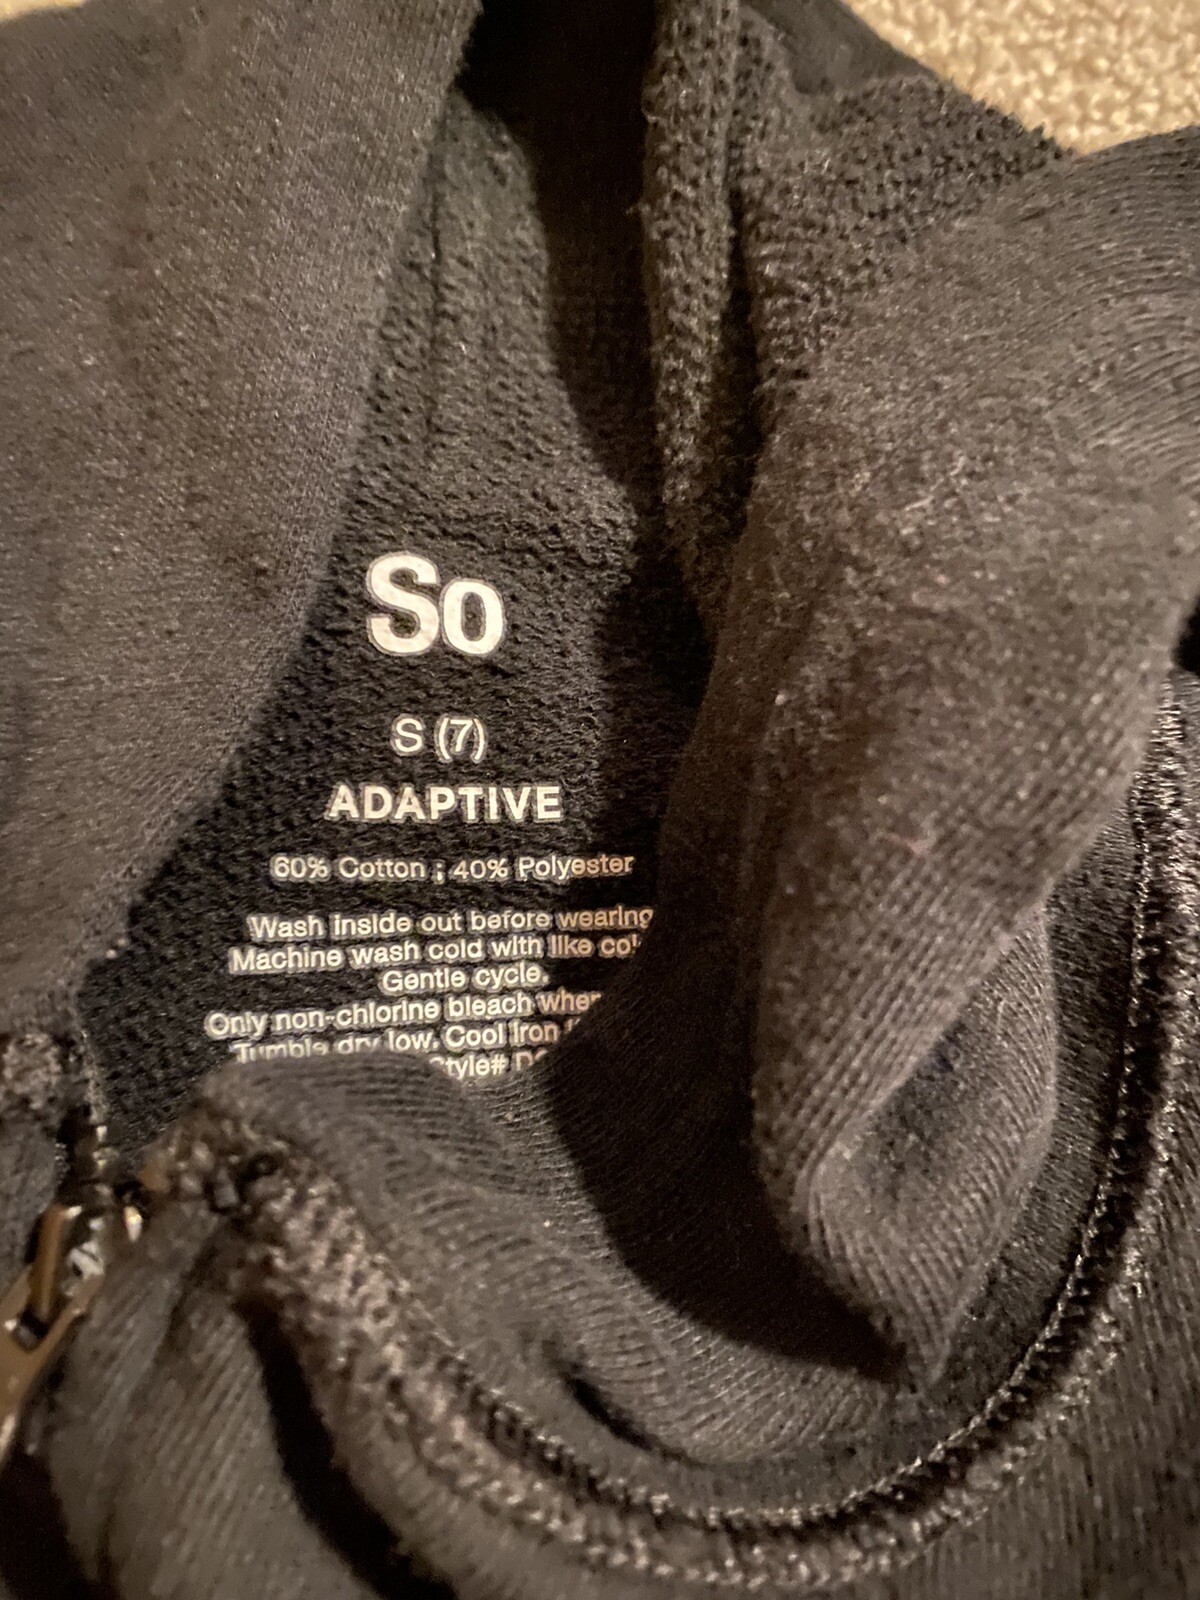 So
S (7)
ADAPTIVE
60% Cotton ; 40% Polyester
Wash inside out before wearing
Machine wash cold with like
Gentle cycle.
Only non-chlorine bleach
Tumble dry low. Cool Iron